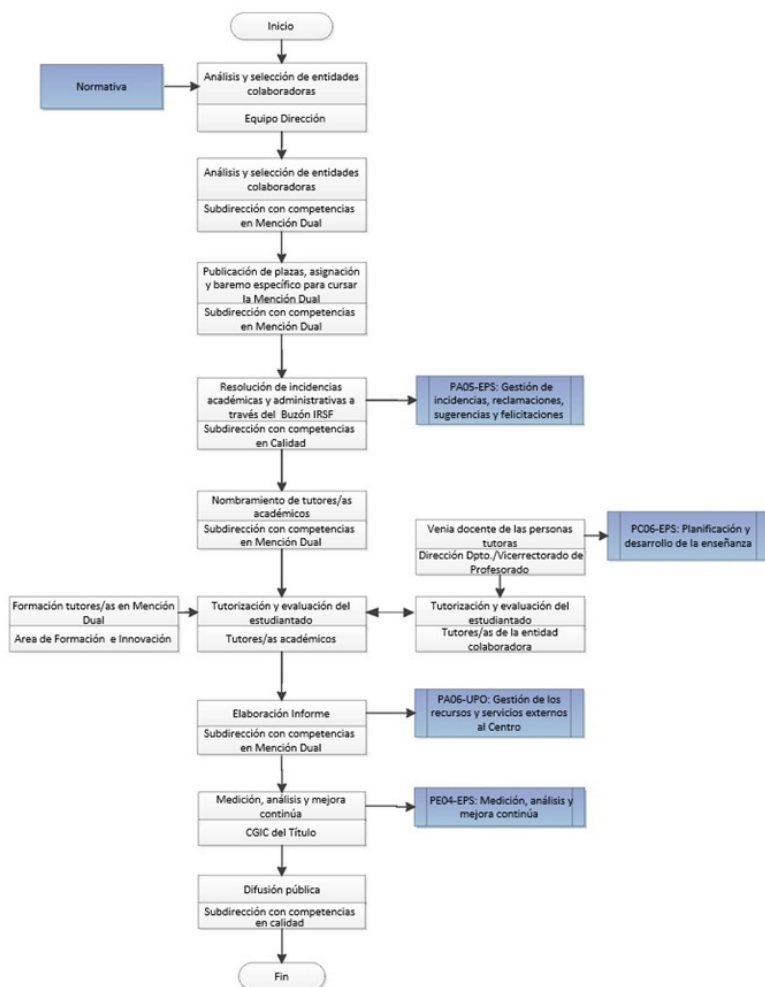 Inicio
Normativa
Análisis y selección de entidades
colaboradoras
Equipo Dirección
Análisis y selección de entidades
colaboradoras
Subdirección con competencias
en Mención Dual
Publicación de plazas, asignación
y baremo específico para cursar
la Mención Dual
Subdirección con competencias
en Mención Dual
Resolución de incidencias
académicas y administrativas a
través del Buzón IRSF
Subdirección con competencias
en Calidad
PA05-EPS: Gestión de
incidencias, reclamaciones,
sugerencias y felicitaciones
Nombramiento de tutores/as
académicos
Subdirección con competencias
en Mención Dual
Venia docente de las personas
tutoras
Dirección Dpto./Vicerrectorado de
Profesorado
PC06-EPS: Planificación y
desarrollo de la enseñanza
Formación tutores/as en Mención
Dual
Area de Formación e Innovación
Tutorización y evaluación del
estudiantado
Tutores/as académicos
Tutorización y evaluación del
estudiantado
Tutores/as de la entidad
colaboradora
Elaboración Informe
Subdirección con competencias
en Mención Dual
PA06-UPO: Gestión de los
recursos y servicios externos
al Centro
Medición, análisis y mejora
continúa
CGIC del Título
PE04-EPS: Medición, análisis y
mejora continúa
Difusión pública
Subdirección con competencias
en calidad
Fin